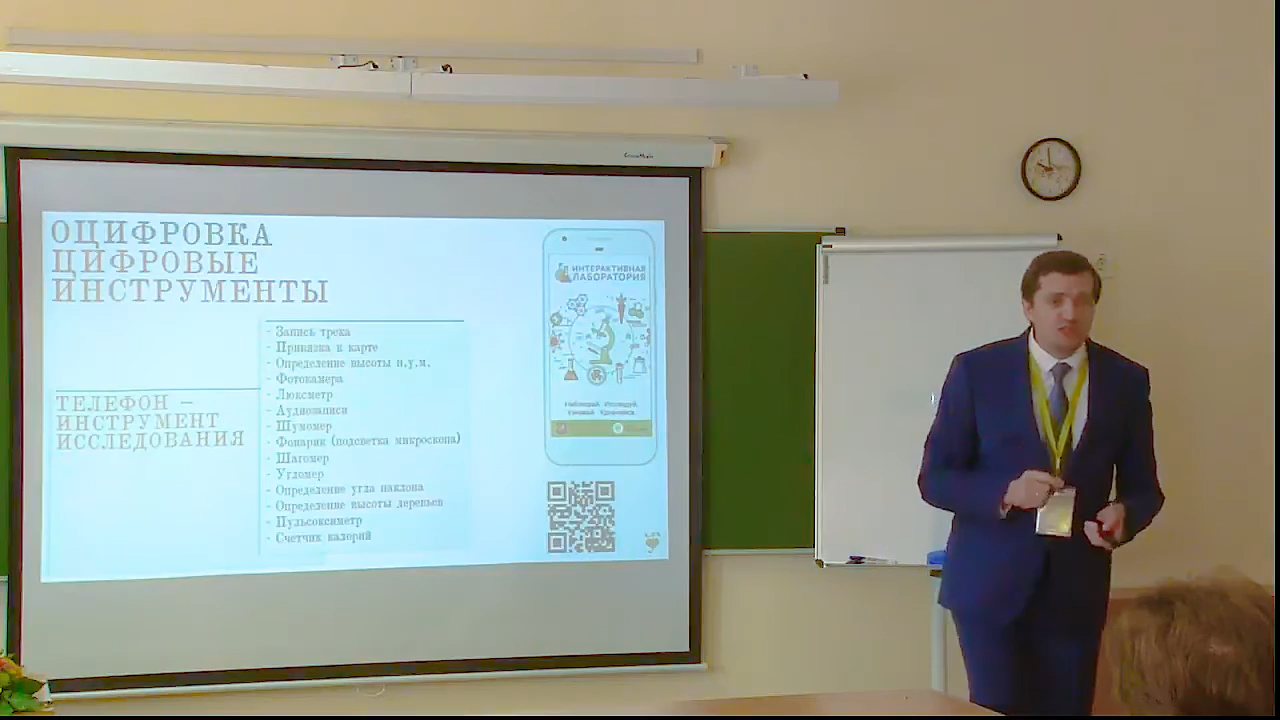 ОЦИФРОВКА
ЦИФРОВЫЕ
ИНСТРУМЕНТЫ
ТЕЛЕФОН –
ИНСТРУМЕНТ
ИССЛЕДОВАНИЯ
- Запись трека
- Привязка к карте
- Определение высоты н.у.м.
- Фотокамера
- Люксметр
- Аудиозаписи
- Шумомер
- Фонарик (подсветка микроскопа)
- Шагомер
- Угломер
- Определение угла наклона
- Определение высоты деревьев
- Пульсоксиметр
- Счетчик калорий
ИНТЕРАКТИВНАЯ
ЛАБОРАТОРИЯ